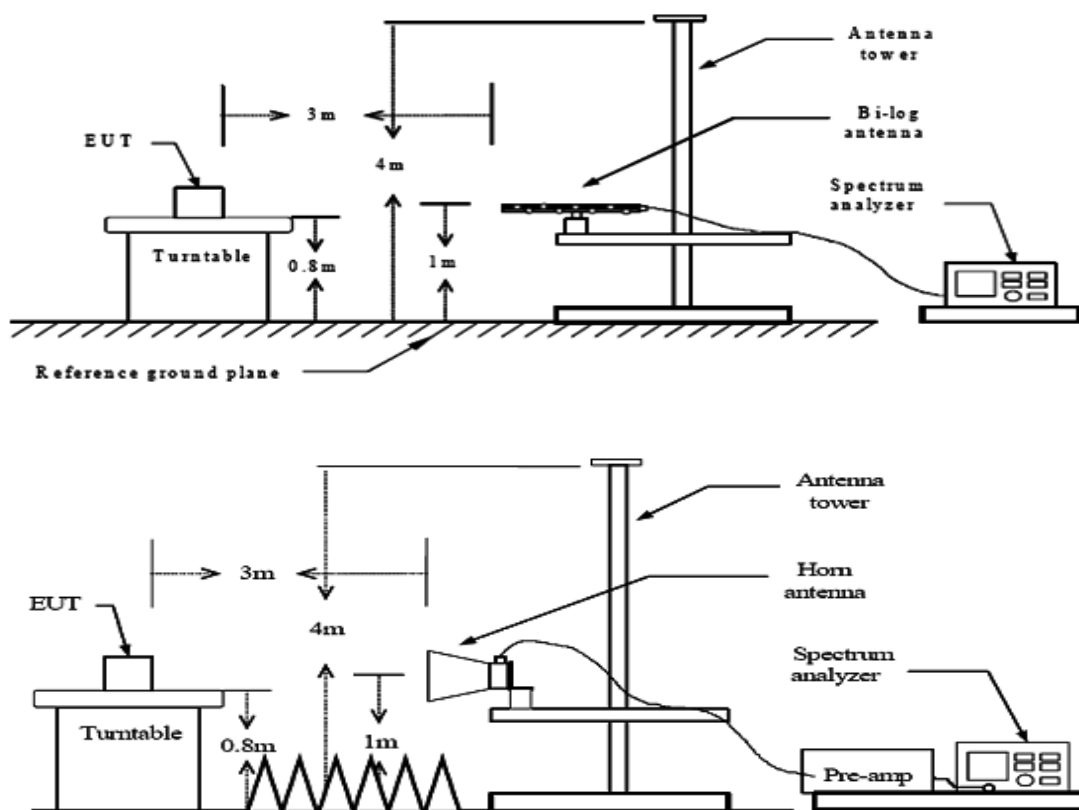 Antenna
tower
3m
Bi-log
antenna
EUT
4m
Spectrum
analyzer
Turntable
0.8m
1m
Reference ground plane
Antenna
tower
3m
Horn
antenna
EUT
4m
Spectrum
analyzer
Turntable
0.8m
1m
Pre-amp